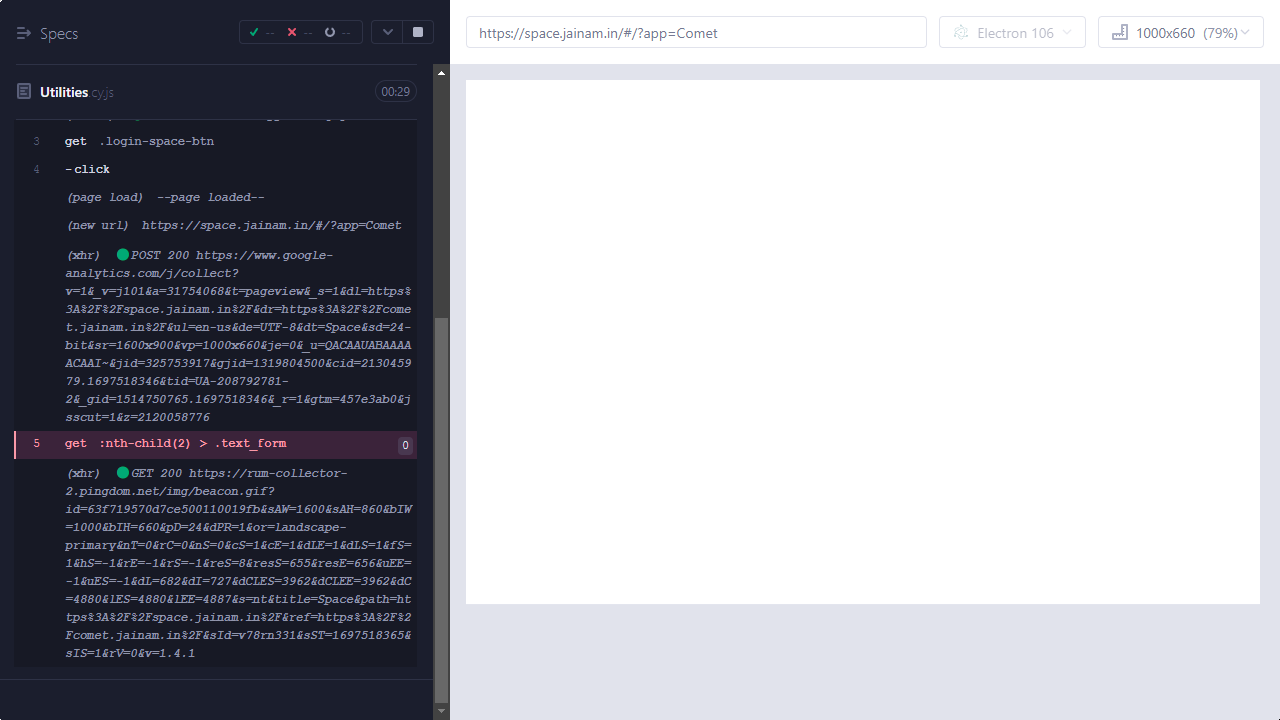 Specs
-- -- --
https://space.jainam.in/#/?app=Comet
Electron 106
1000x660 (79%)
Utilities.cy.js
00:29
3 get .login-space-btn
4 -click
(page load) --page loaded--
(new url) https://space.jainam.in/#/?app=Comet
(xhr) POST 200 https://www.google-
analytics.com/j/collect?
v=1&_v=j101&a=31754068&t=pageview&_s=1&dl=https%
3A%2F%2Fspace.jainam.in%2F&dr=https%3A%2F%2Fcome
t.jainam.in%2F&ul=en-us&de=UTF-8&dt=Space&sd=24-
bit&sr=1600x900&vp=1000x660&je=0&_u=QACAAUABAAAA
ACAAI~&jid=325753917&gjid=1319804500&cid=2130459
79.1697518346&tid=UA-208792781-
2&_gid=1514750765.1697518346&_r=1&gtm=457e3ab0&j
sscut=1&z=2120058776
5 get :nth-child(2) > .text_form 0
(xhr) GET 200 https://rum-collector-
2.pingdom.net/img/beacon.gif?
id=63f719570d7ce500110019fb&sAW=1600&sAH=860&bIW
=1000&bIH=660&pD=24&dPR=1&or=landscape-
primary&nT=0&rC=0&nS=0&cS=1&cE=1&dLE=1&dLS=1&fS=
1&hS=-1&rE=-1&rS=-1&reS=8&resS=655&resE=656&uEE=
-1&uES=-1&dL=682&dI=727&dCLES=3962&dCLEE=3962&dC
=4880&lES=4880&lEE=4887&s=nt&title=Space&path=ht
tps%3A%2F%2Fspace.jainam.in%2F&ref=https%3A%2F%2
Fcomet.jainam.in%2F&sId=v78rn331&sST=1697518365&
sIS=1&rV=0&v=1.4.1